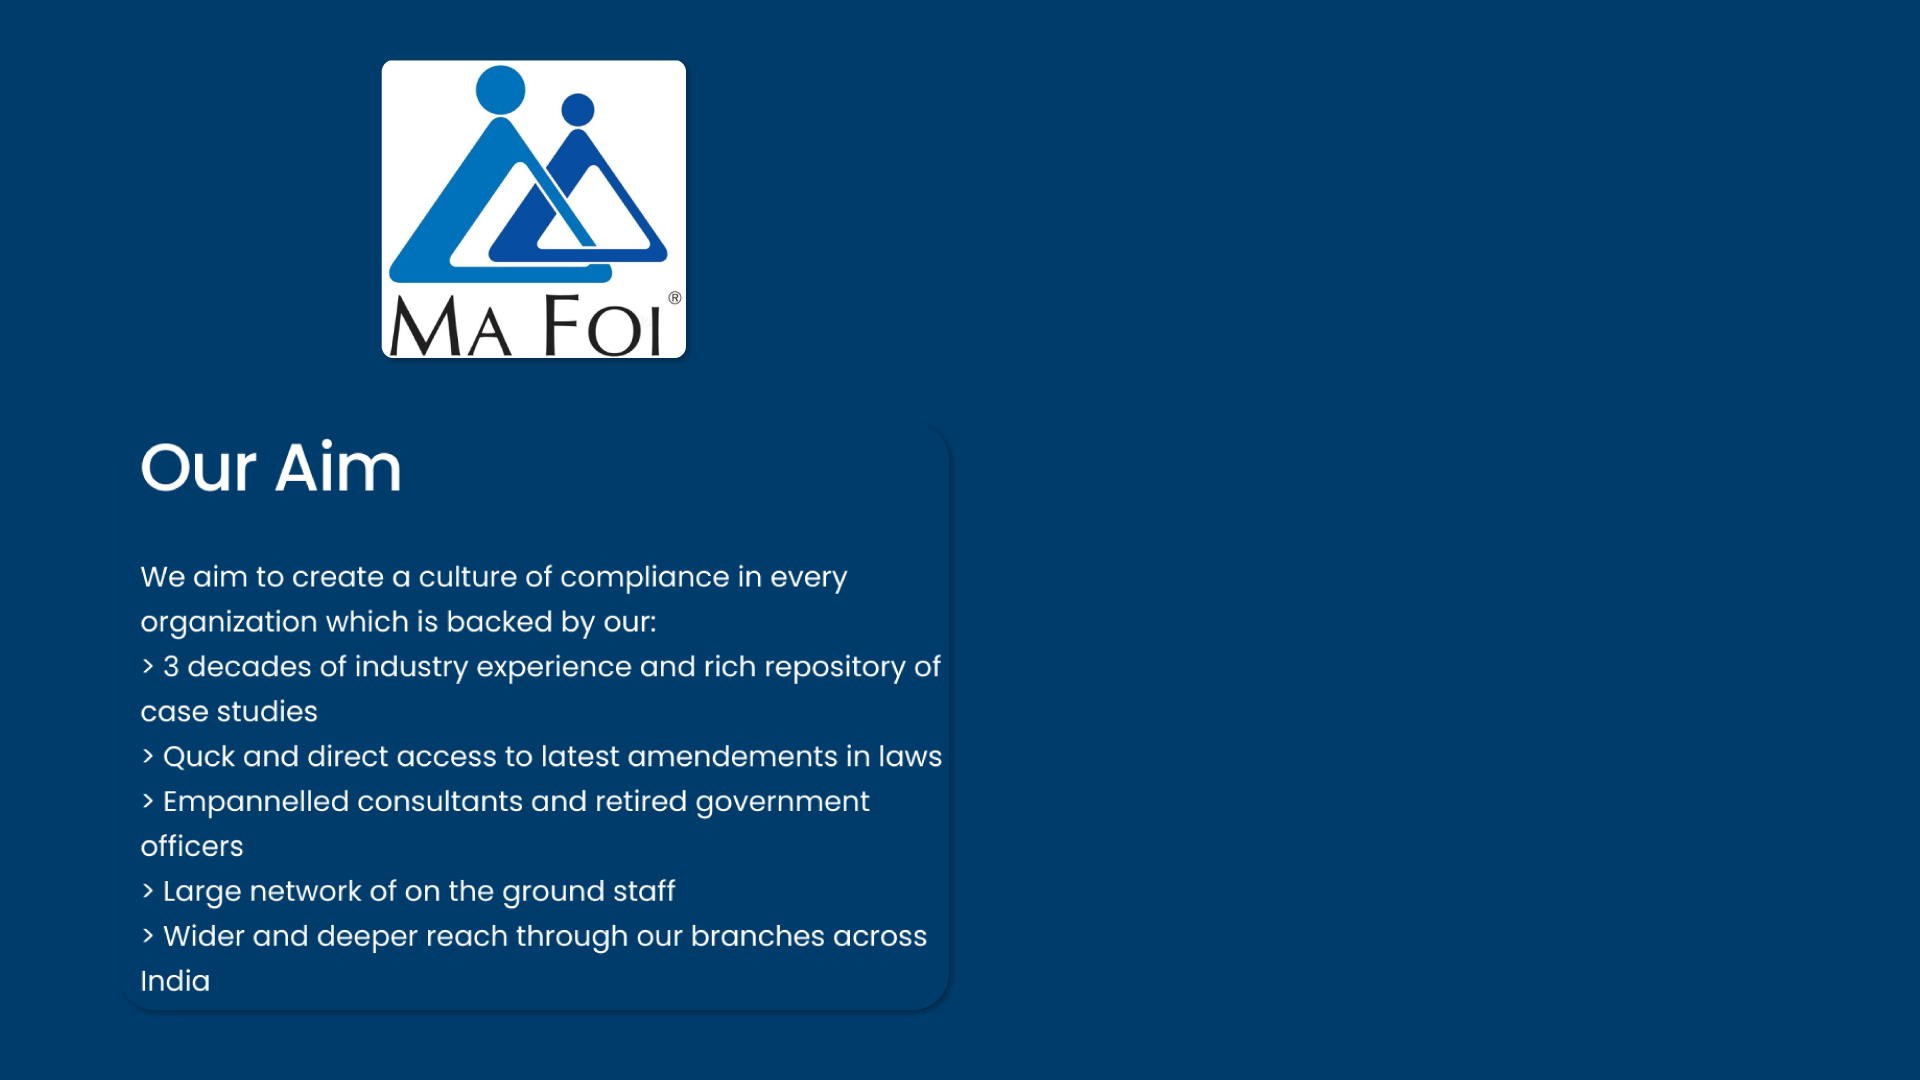 MA FOI®
Our Aim
We aim to create a culture of compliance in every
organization which is backed by our:
> 3 decades of industry experience and rich repository of
case studies
> Quck and direct access to latest amendements in laws
> Empannelled consultants and retired government
officers
> Large network of on the ground staff
> Wider and deeper reach through our branches across
India